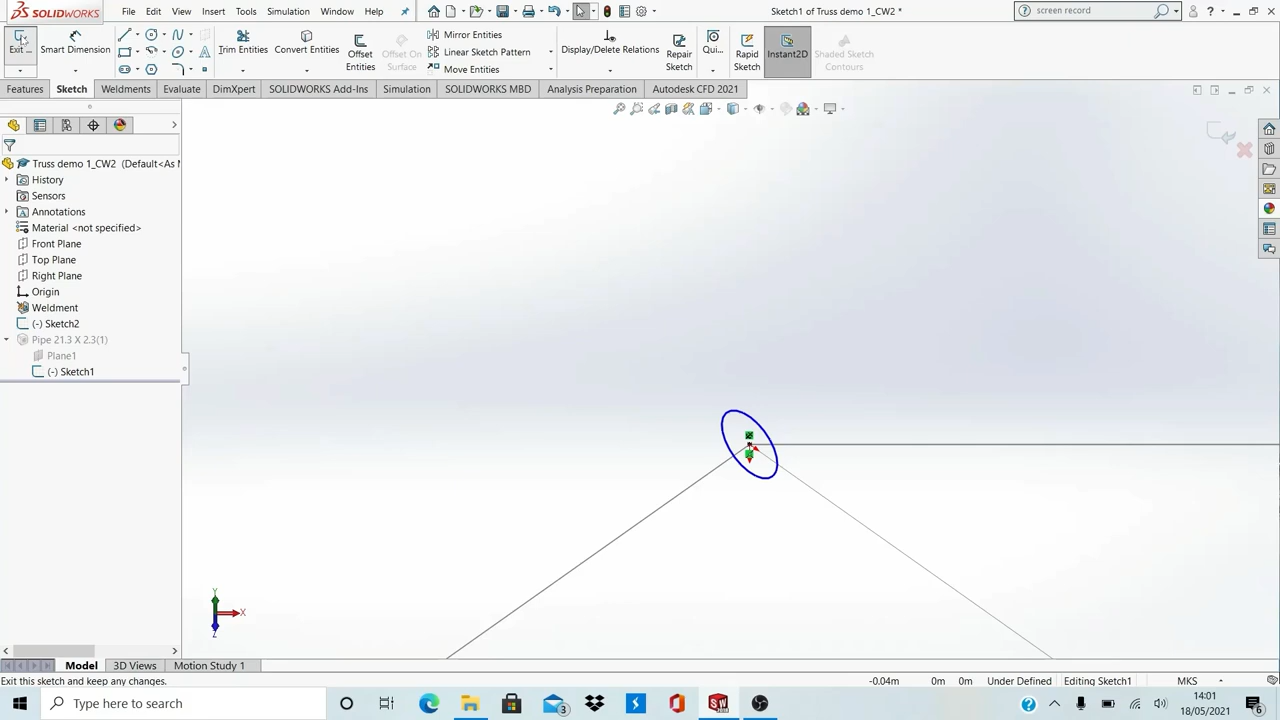 SOLIDWORKS
File
Edit
View
Insert
Tools
Simulation
Window
Help
Sketch1 of Truss demo 1_CW2 *
screen record
Exit ...
Smart Dimension
Trim Entities
Convert Entities
Offset
Entities
Offset On
Surface
Mirror Entities
Linear Sketch Pattern
Move Entities
Display/Delete Relations
Repair
Sketch
Qui...
Rapid
Sketch
Instant2D
Shaded Sketch
Contours
Features
Sketch
Weldments
Evaluate
DimXpert
SOLIDWORKS Add-Ins
Simulation
SOLIDWORKS MBD
Analysis Preparation
Autodesk CFD 2021
Truss demo 1_CW2 (Default<As M
History
Sensors
Annotations
Material <not specified>
Front Plane
Top Plane
Right Plane
Origin
Weldment
(-) Sketch2
Pipe 21.3 X 2.3(1)
Plane1
(-) Sketch1
Y
X
Z
Model
3D Views
Motion Study 1
Exit this sketch and keep any changes.
-0.04m
0m
0m
Under Defined
Editing Sketch1
MKS
Type here to search
3
14:01
18/05/2021
6